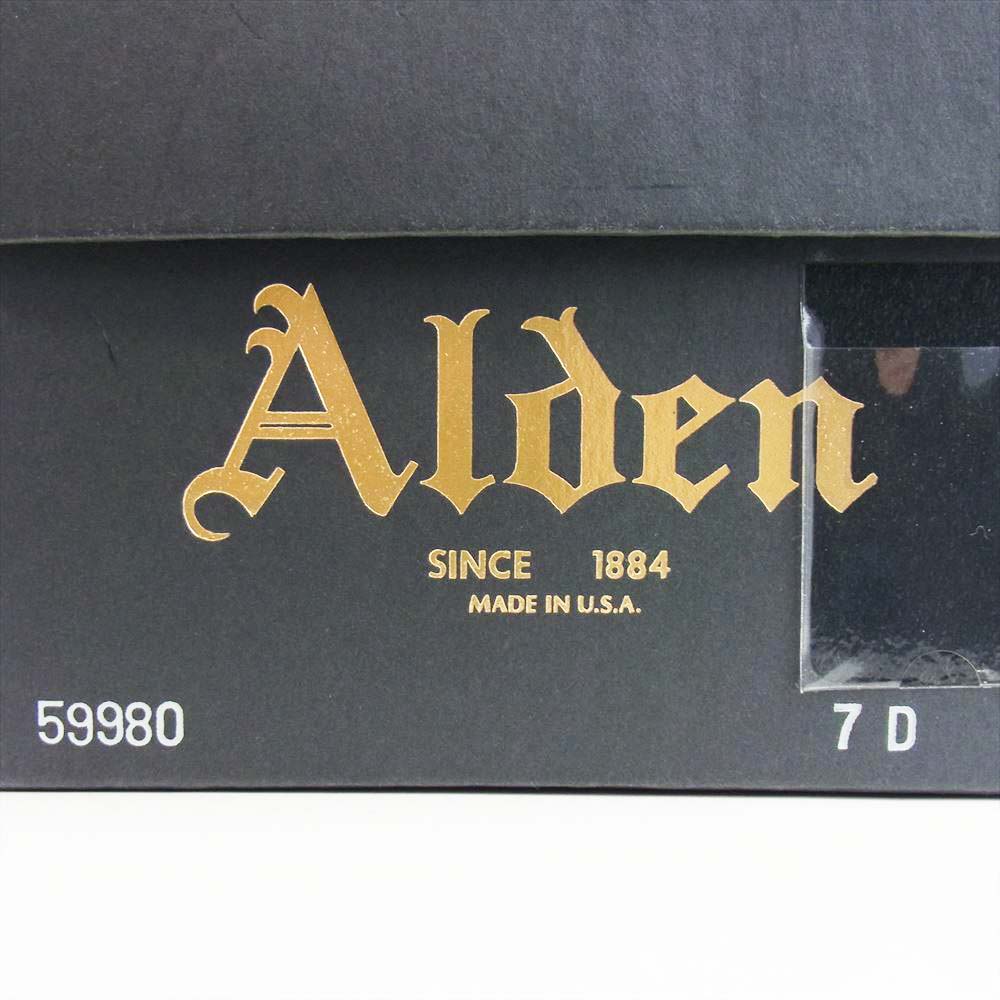 Alden
SINCE 1884
MADE IN U.S.A.
59980 7 D